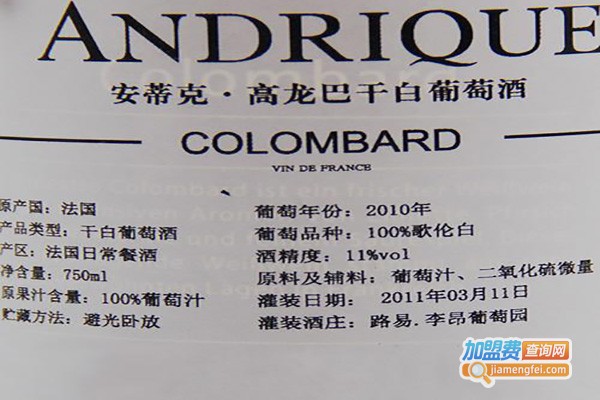 ANDRIQUE
安蒂克·高龙巴干白葡萄酒
COLOMBARD
VIN DE FRANCE
原产国：法国
产品类型：干白葡萄酒
产区：法国日常餐酒
净含量：750ml
原果汁含量：100%葡萄汁
贮藏方法：避光卧放
葡萄年份：2010年
葡萄品种：100%歌伦白
酒精度：11%vol
原料及辅料：葡萄汁、二氧化硫微量
灌装日期：2011年03月11日
灌装酒庄：路易.李昂葡萄园
加盟费查询网
jiamengfei.com